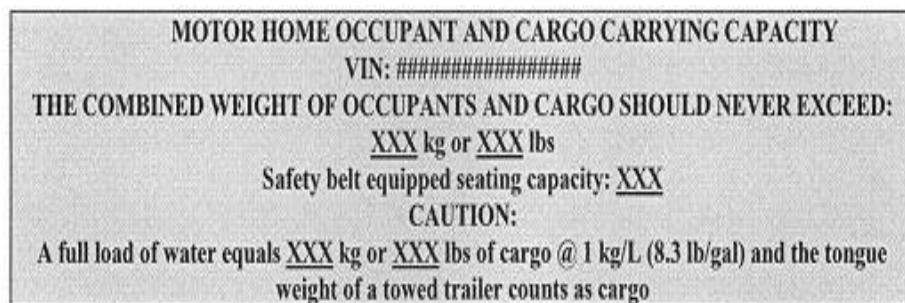 MOTOR HOME OCCUPANT AND CARGO CARRYING CAPACITY
VIN: #################
THE COMBINED WEIGHT OF OCCUPANTS AND CARGO SHOULD NEVER EXCEED:
XXX kg or XXX lbs
Safety belt equipped seating capacity: XXX
CAUTION:
A full load of water equals XXX kg or XXX lbs of cargo @ 1 kg/L (8.3 lb/gal) and the tongue
weight of a towed trailer counts as cargo